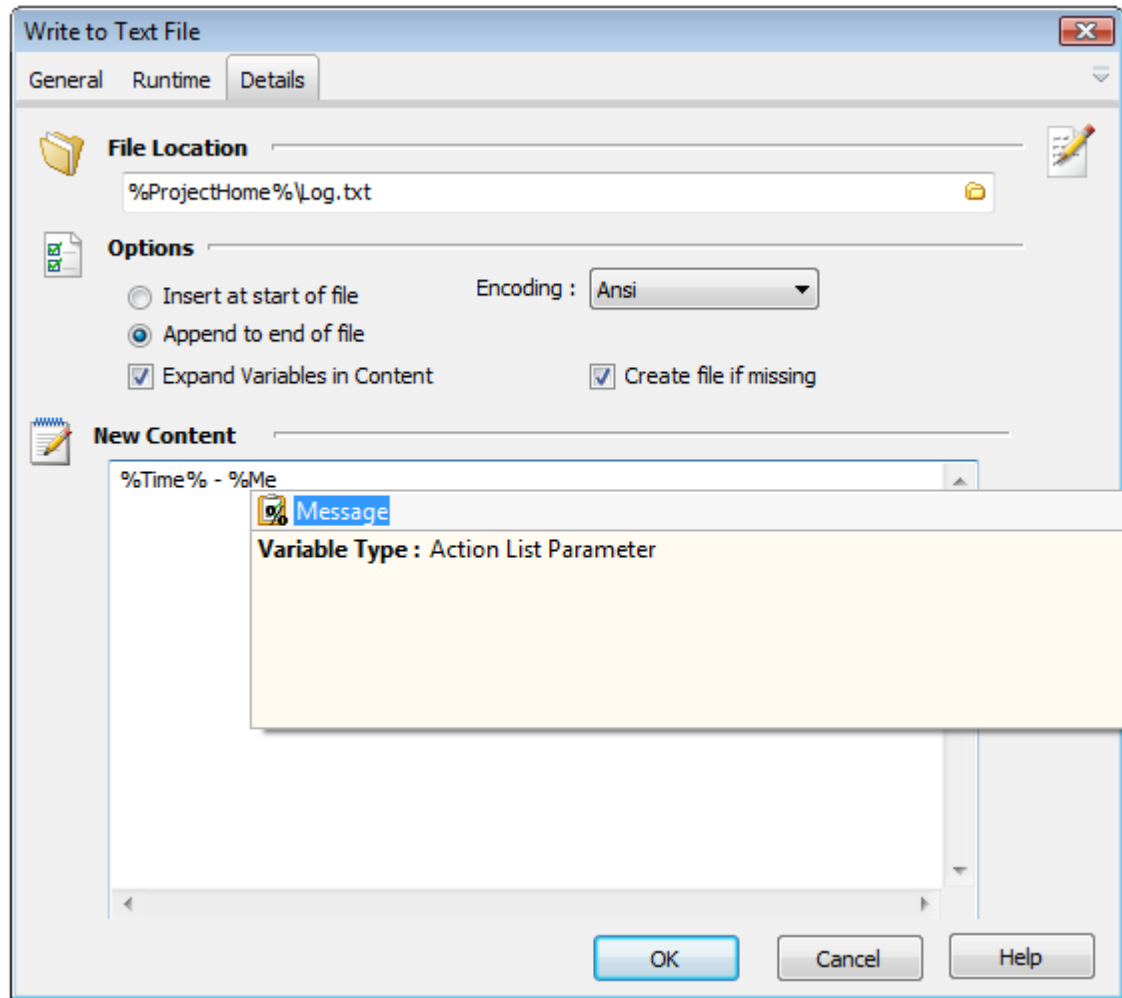 Write to Text File
General Runtime Details
File Location
%ProjectHome%\Log.txt
Options
Insert at start of file Encoding : Ansi
Append to end of file
Expand Variables in Content Create file if missing
New Content
%Time% - %Me
Message
Variable Type : Action List Parameter
OK Cancel Help